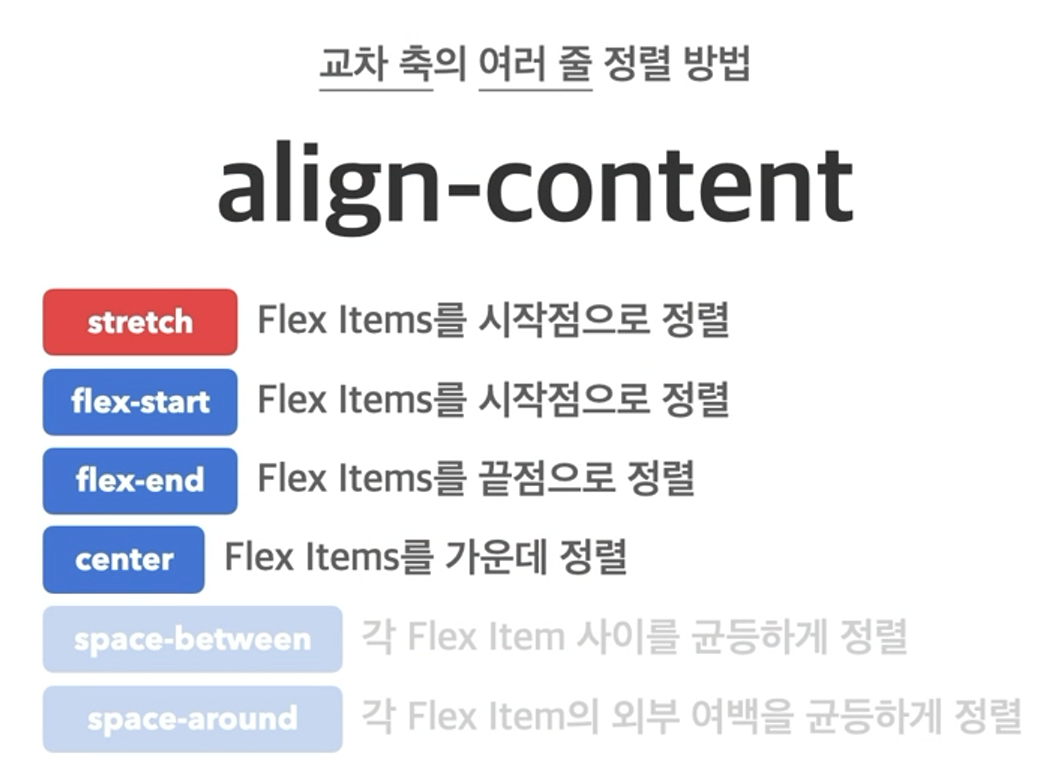 교차 축의 여러 줄 정렬 방법
align-content
stretch Flex Items를 시작점으로 정렬
flex-start Flex Items를 시작점으로 정렬
flex-end Flex Items를 끝점으로 정렬
center Flex Items를 가운데 정렬
space-between 각 Flex Item 사이를 균등하게 정렬
space-around 각 Flex Item의 외부 여백을 균등하게 정렬